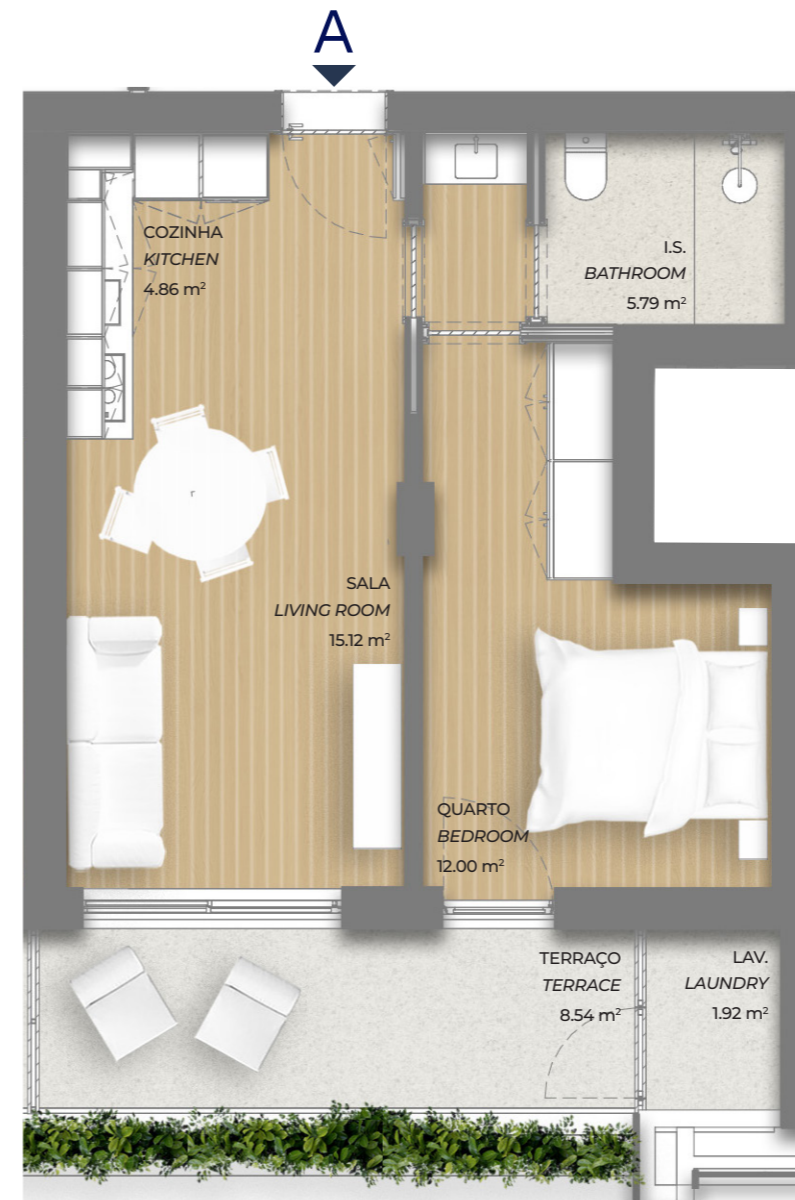 A
COZINHA
KITCHEN
4.86 m²
I.S.
BATHROOM
5.79 m²
SALA
LIVING ROOM
15.12 m²
QUARTO
BEDROOM
12.00 m²
TERRAÇO
TERRACE
8.54 m²
LAV.
LAUNDRY
1.92 m²